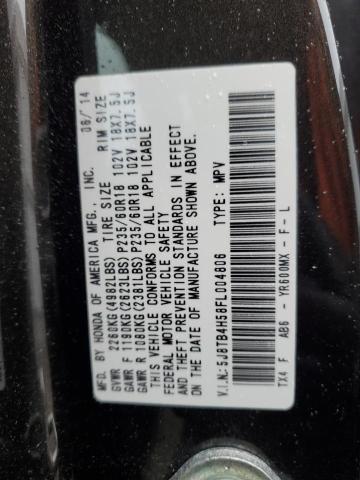 MFD. BY HONDA OF AMERICA MFG., INC. 08/'14
TIRE SIZE RIM SIZE
GVWR 2260KG(4982LBS)
GAWR F 1190KG(2623LBS) P235/60R18 102V 18X7.5J
GAWR R 1080KG(2381LBS) P235/60R18 102V 18X7.5J
THIS VEHICLE CONFORMS TO ALL APPLICABLE
FEDERAL MOTOR VEHICLE SAFETY
AND THEFT PREVENTION STANDARDS IN EFFECT
ON THE DATE OF MANUFACTURE SHOWN ABOVE.
V.I.N.:5J8TB4H58FL004806 TYPE: MPV
TX4 F AB6 - YR600MX - F - L